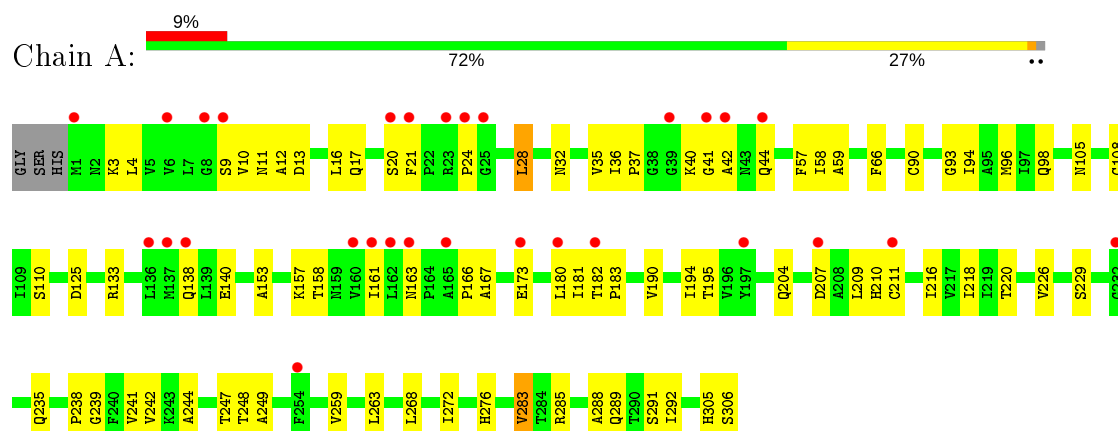 9%
Chain A:
72% 27% ••
GLY SER HIS M1 N2 K3 L4 V5 V6 L7 G8 S9 V10 N11 A12 D13 L16 Q17 S20 F21 P22 R23 P24 G25 L28 N32 V35 I36 P37 G38 G39 K40 G41 A42 N43 Q44 F57 I58 A59 F66 C90 G93 I94 A95 M96 I97 Q98 N105
I109 S110 D125 R133 L136 M137 Q138 L139 E140 A153 K157 T158 N159 V160 I161 L162 N163 P164 A165 P166 A167 E173 L180 I181 T182 P183 V190 I194 T195 V196 Y197 Q204 D207 A208 L209 H210 C211 I216 V217 I218 I219 T220 V226 S229
Q235 P238 G239 F240 V241 V242 K243 A244 T247 T248 A249 F254 V259 L263 L268 I272 H276 V283 T284 R285 A288 Q289 T290 S291 I292 H305 S306